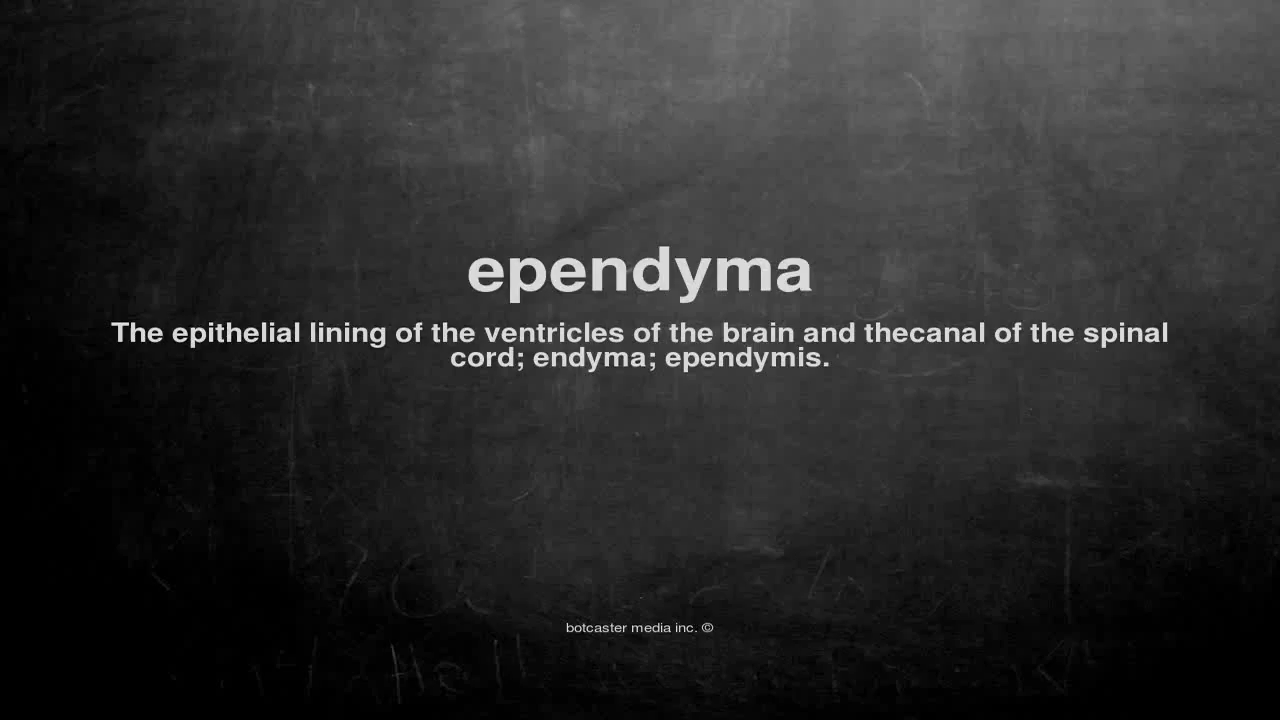 ependyma
The epithelial lining of the ventricles of the brain and thecanal of the spinal
cord; endyma; ependymis.
botcaster media inc. ©